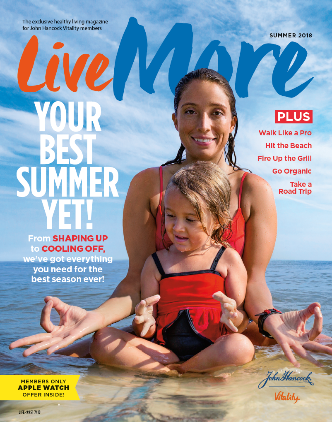 The exclusive healthy living magazine
for John Hancock Vitality members
SUMMER 2018
LiveMore
YOUR
BEST
SUMMER
YET!
From SHAPING UP
to COOLING OFF,
we've got everything
you need for the
best season ever!
PLUS
Walk Like a Pro
Hit the Beach
Fire Up the Grill
Go Organic
Take a
Road Trip
MEMBERS ONLY
APPLE WATCH
OFFER INSIDE!
John Hancock
Vitality